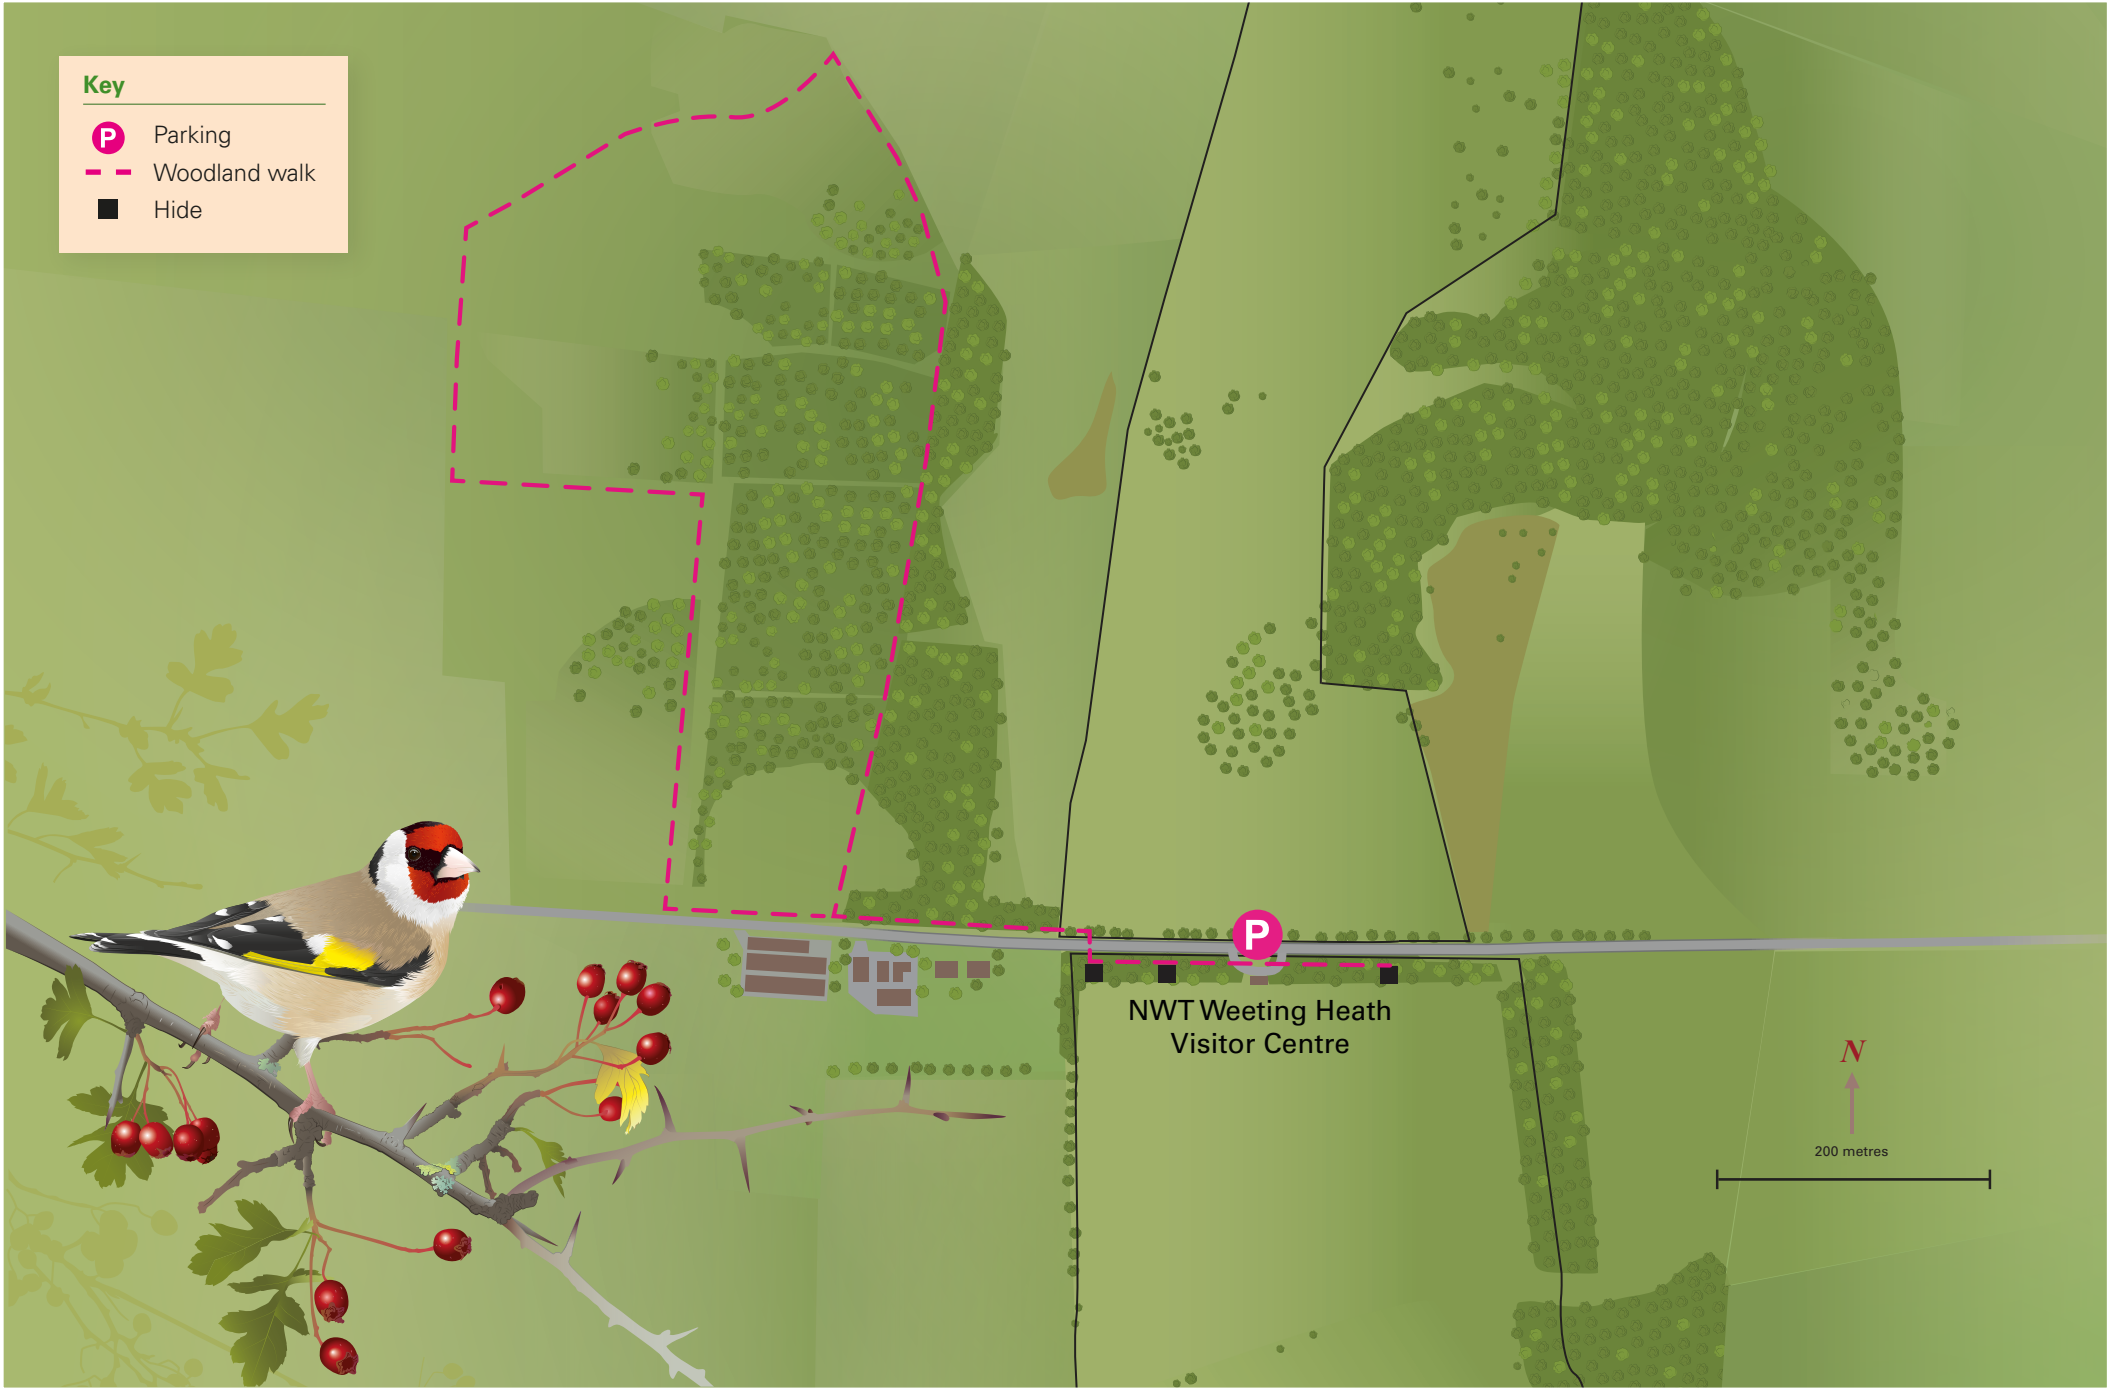 Key
P Parking
Woodland walk
Hide
P
NWT Weeting Heath
Visitor Centre
N
200 metres